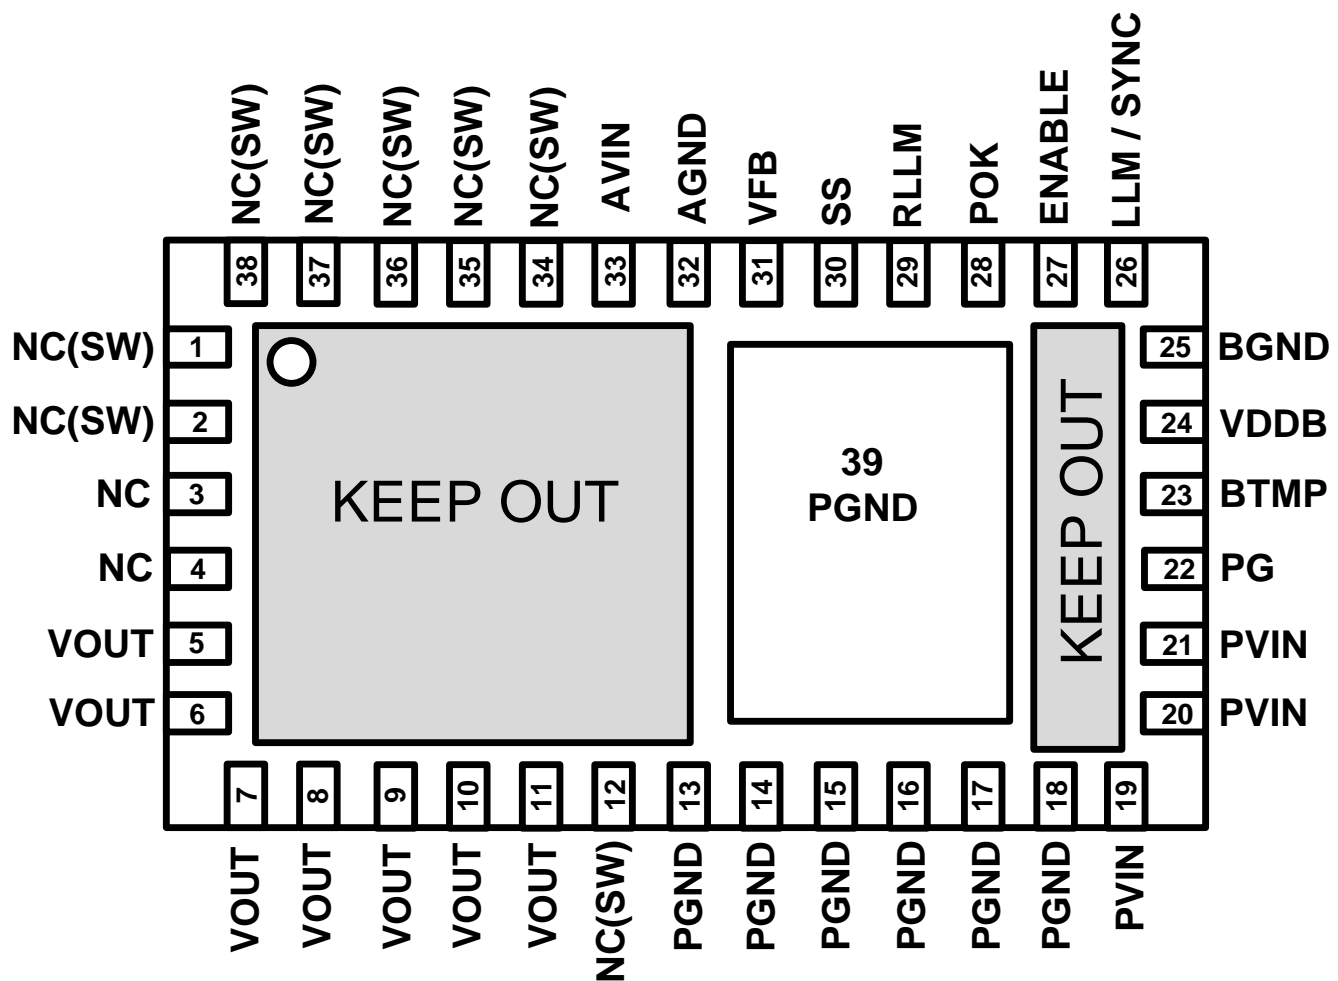 NC(SW)
NC(SW)
NC(SW)
NC(SW)
NC(SW)
AVIN
AGND
VFB
SS
RLLM
POK
ENABLE
LLM / SYNC
38
37
36
35
34
33
32
31
30
29
28
27
26
NC(SW) 1
NC(SW) 2
NC 3
NC 4
VOUT 5
VOUT 6
KEEP OUT
39
PGND
KEEP OUT
25 BGND
24 VDDB
23 BTMP
22 PG
21 PVIN
20 PVIN
7
8
9
10
11
12
13
14
15
16
17
18
19
VOUT
VOUT
VOUT
VOUT
VOUT
NC(SW)
PGND
PGND
PGND
PGND
PGND
PGND
PVIN